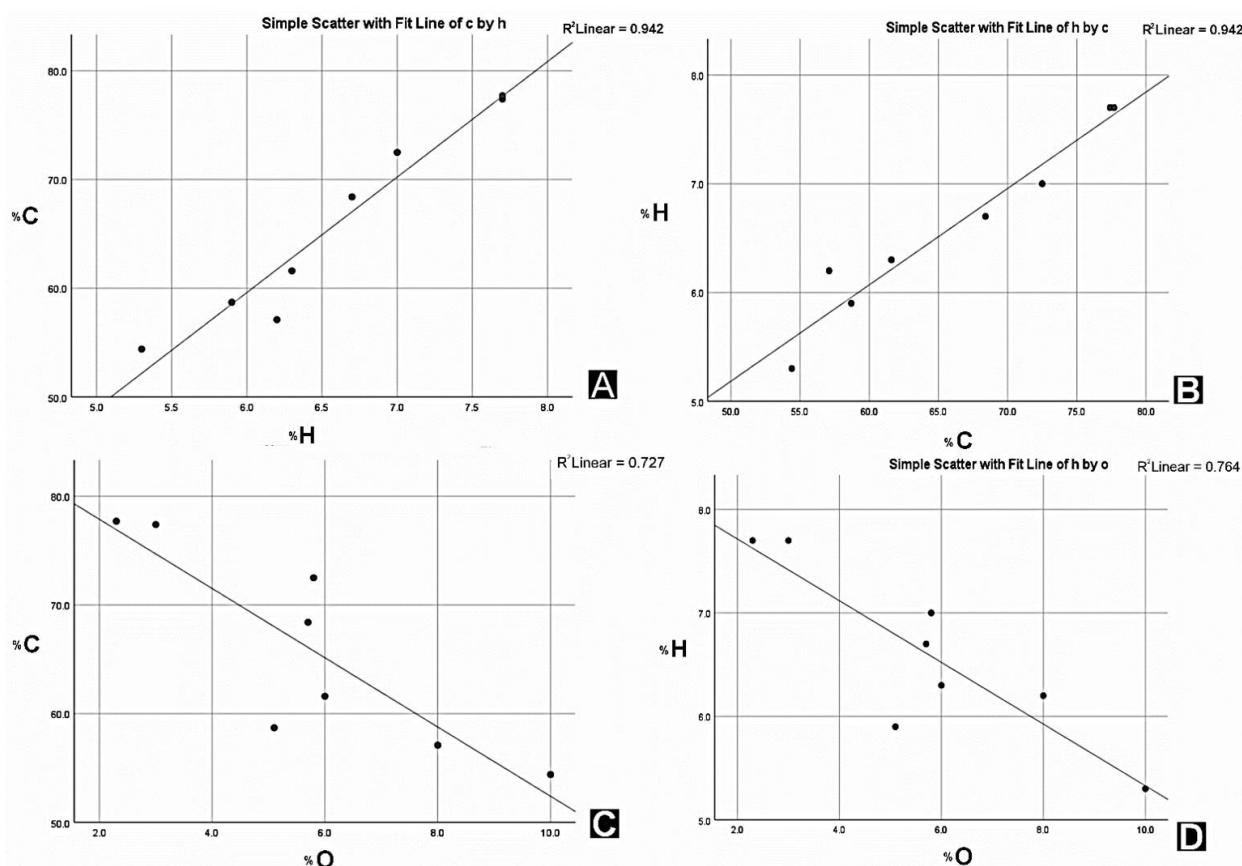 Simple Scatter with Fit Line of c by h
R²Linear = 0.942
80.0
70.0
%C
60.0
50.0
5.0 5.5 6.0 6.5 7.0 7.5 8.0
%H
A
Simple Scatter with Fit Line of h by c
R²Linear = 0.942
8.0
7.0
%H
6.0
5.0
50.0 55.0 60.0 65.0 70.0 75.0 80.0
%C
B
R²Linear = 0.727
80.0
70.0
%C
60.0
50.0
2.0 4.0 6.0 8.0 10.0
%O
C
Simple Scatter with Fit Line of h by o
R²Linear = 0.764
8.0
7.0
%H
6.0
5.0
2.0 4.0 6.0 8.0 10.0
%O
D